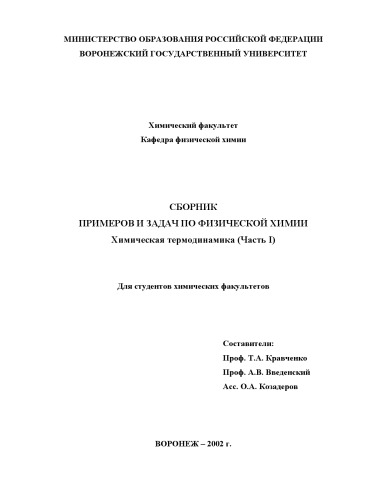 МИНИСТЕРСТВО ОБРАЗОВАНИЯ РОССИЙСКОЙ ФЕДЕРАЦИИ
ВОРОНЕЖСКИЙ ГОСУДАРСТВЕННЫЙ УНИВЕРСИТЕТ
Химический факультет
Кафедра физической химии
СБОРНИК
ПРИМЕРОВ И ЗАДАЧ ПО ФИЗИЧЕСКОЙ ХИМИИ
Химическая термодинамика (Часть I)
Для студентов химических факультетов
Составители:
Проф. Т.А. Кравченко
Проф. А.В. Введенский
Асс. О.А. Козадеров
ВОРОНЕЖ – 2002 г.